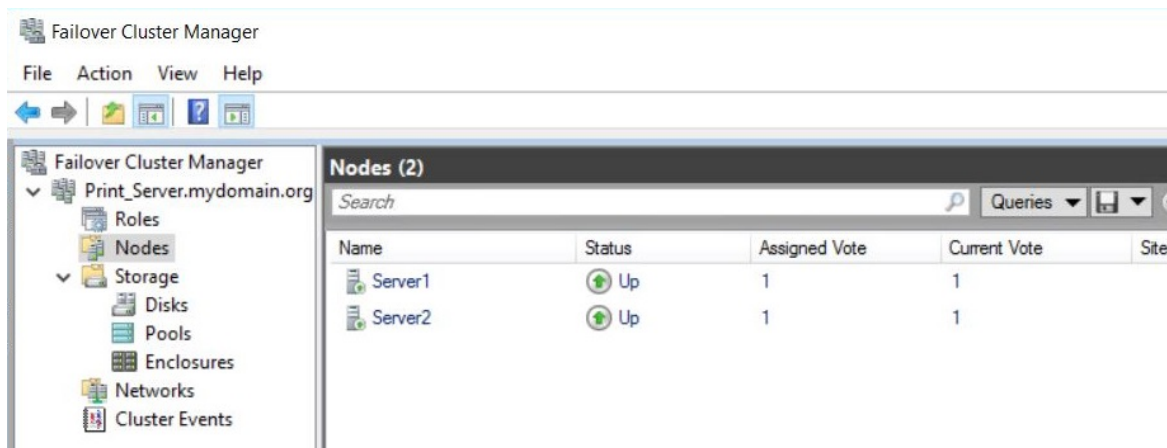 Failover Cluster Manager
File Action View Help
Failover Cluster Manager
Print_Server.mydomain.org
Roles
Nodes
Storage
Disks
Pools
Enclosures
Networks
Cluster Events
Nodes (2)
Search Queries
Name Status Assigned Vote Current Vote Site
Server1 Up 1 1
Server2 Up 1 1